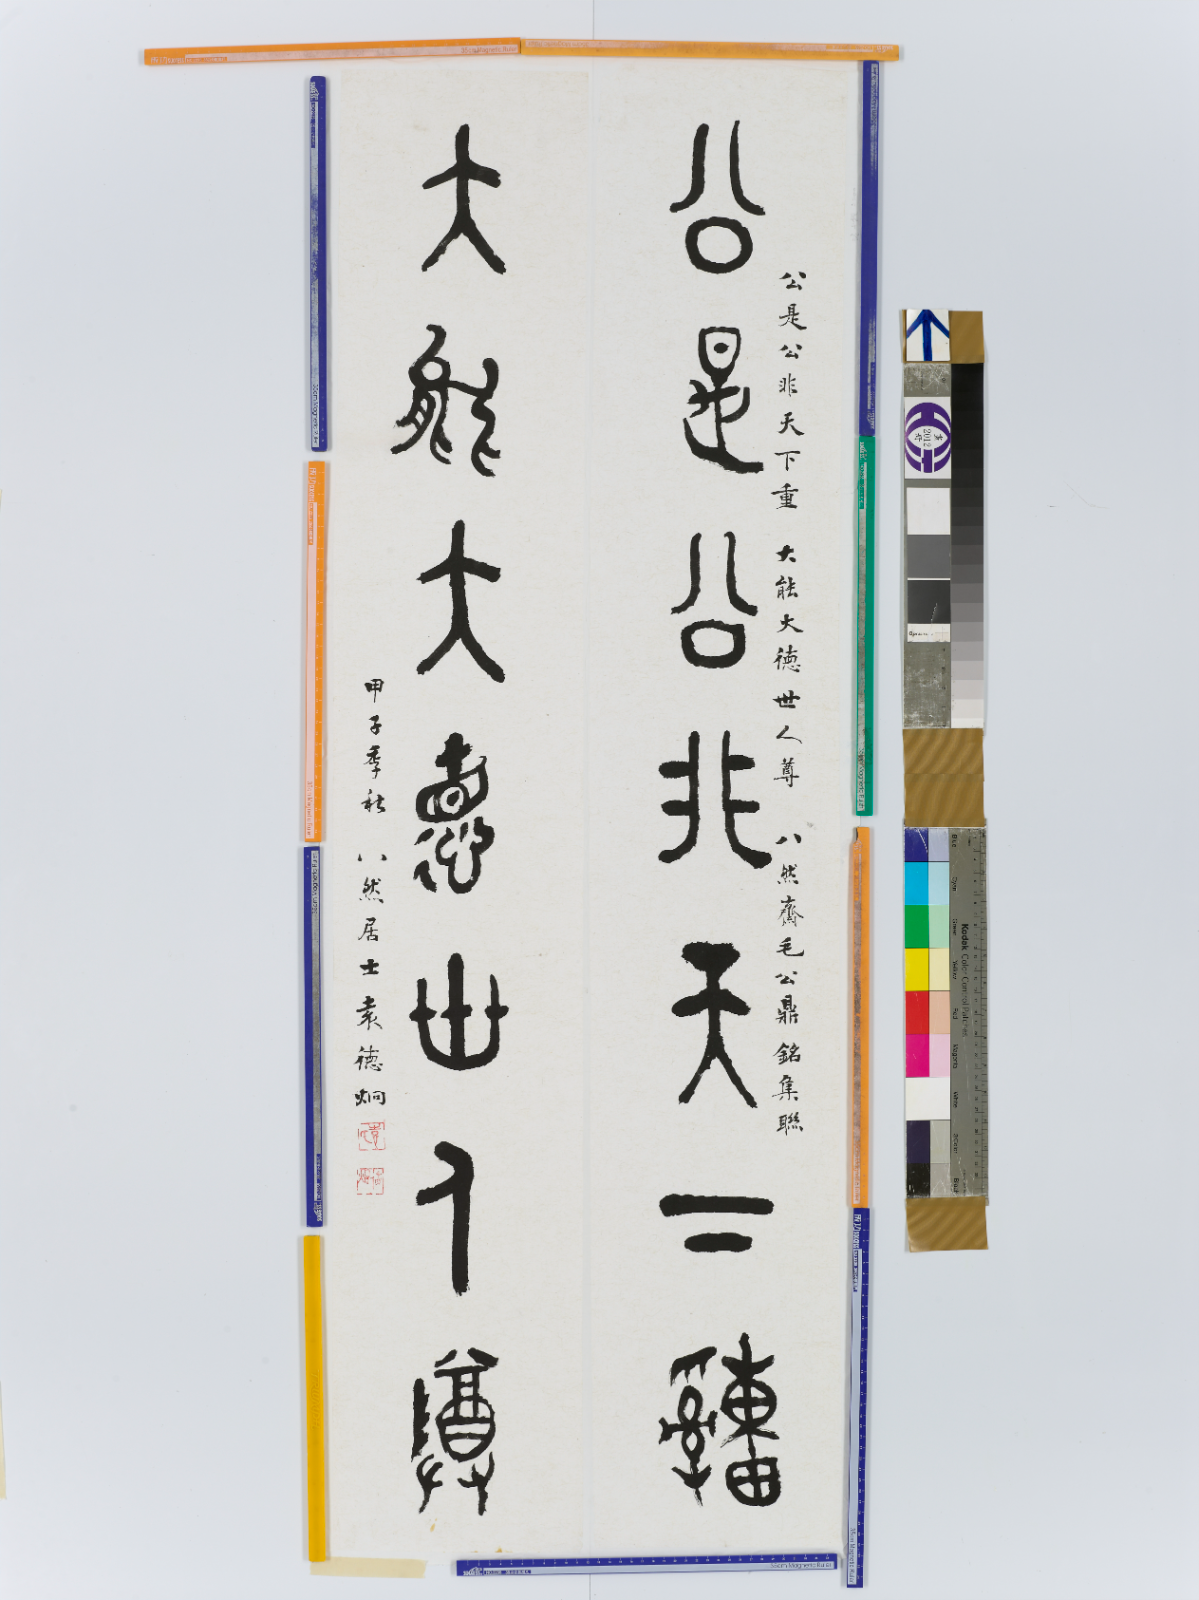 公是公非天下重
公是公非天下重 大能大德世人尊 八然齋毛公鼎銘集聯
大能大德世人尊
甲子季秋 八然居士袁德炯
Kodak Color Control Patches
Blue
Cyan
Green
Yellow
Red
Magenta
White
3/Color
Black